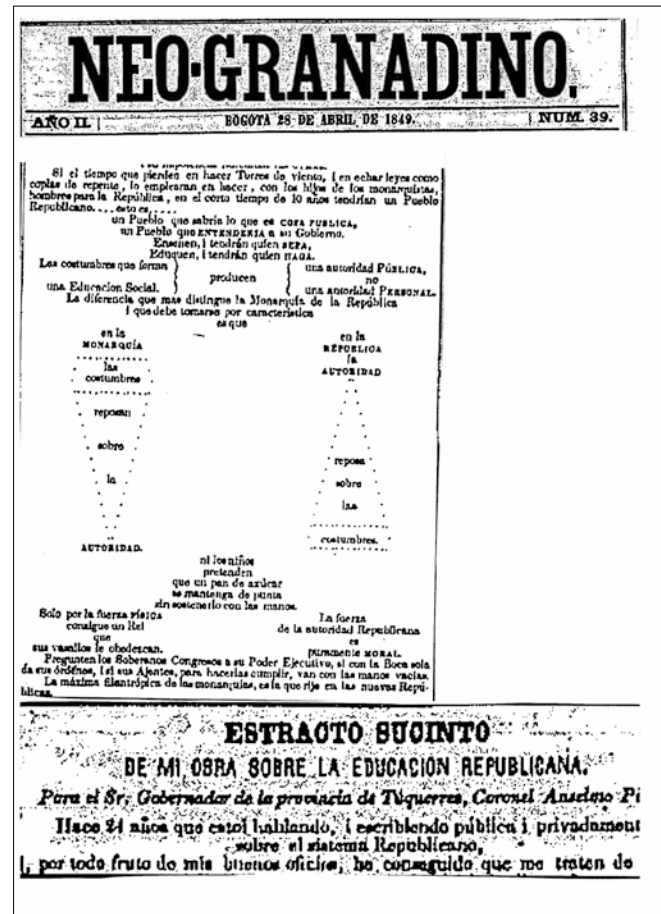 NEO-GRANADINO.
AÑO II. BOGOTA 28 DE ABRIL DE 1849. NUM. 39.
Si el tiempo que pierden en hacer Torres de viento, i en echar leyes como
coplas de repente, lo emplearan en hacer, con los hijos de los monarquistas,
hombres para la República, en el corto tiempo de 10 años tendrían un Pueblo
Republicano.... esto es,....
un Pueblo que sabría lo que es COSA PUBLICA,
un Pueblo que ENTENDERIA a su Gobierno.
Enseñen, i tendrán quien SEPA,
Eduquen, i tendrán quien HAGA.
Las costumbres que forma
una Educacion Social.
producen
una autoridad PÚBLICA,
no
una autoridad PERSONAL.
La diferencia que mas distingue la Monarquía de la República
i que debe tomarse por característica
es que
en la
MONARQUÍA
las
costumbres
reposan
sobre
la
AUTORIDAD.
en la
REPÚBLICA
la
AUTORIDAD
reposa
sobre
las
costumbres.
ni los niños
pretenden
que un pan de azúcar
se mantenga de punta
sin sostenerlo con las manos.
Solo por la fuerza FÍSICA
consigue un Rei
que
sus vasallos le obedezcan.
La fuerza
de la autoridad Republicana
es
puramente MORAL.
Pregunten los Soberanos Congresos a su Poder Ejecutivo, si con la Boca sola
da sus órdenes, i si sus Ajentes, para hacerlas cumplir, van con las manos vacías.
La máxima filantrópica de las monarquías, es la que rije en las nuevas Repú-
blicas.
ESTRACTO SUCINTO
DE MI OBRA SOBRE LA EDUCACION REPUBLICANA.
Para el Sr. Gobernador de la provincia de Túquerres, Coronel Anselmo Pi
Hace 24 años que estoi hablando, i escribiendo pública i privadament
sobre el sistema Republicano,
, por todo fruto de mis buenos oficios, he conseguido que me traten de